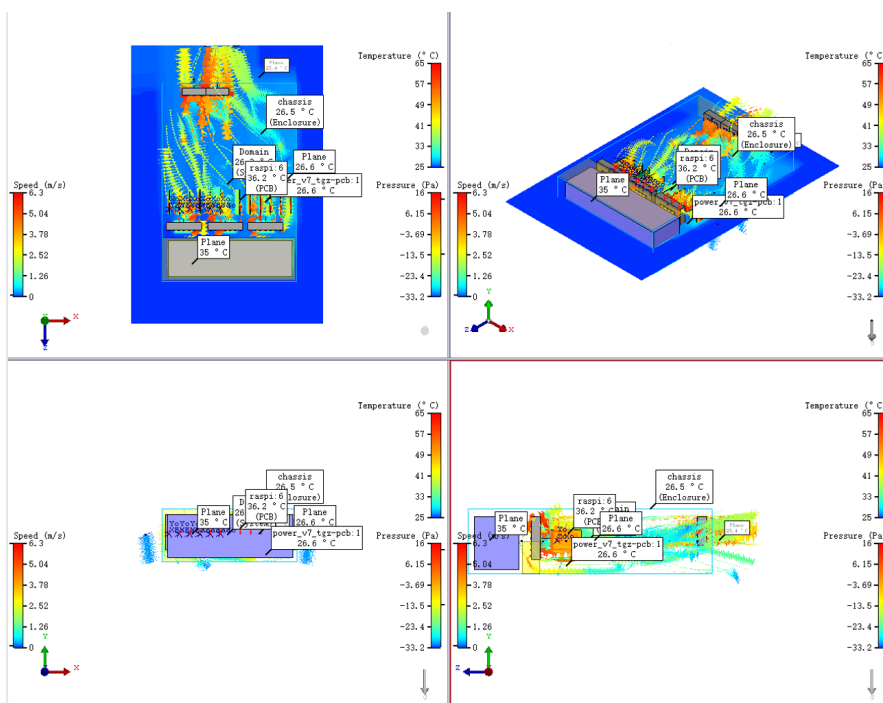 Temperature (° C)
65
57
49
41
33
25
Pressure (Pa)
16
6.15
-3.67
-13.5
-23.4
-33.2
Speed (m/s)
6.3
5.04
3.78
2.52
1.26
0
Plane
chassis
26.5 ° C
(Enclosure)
Domain
raspi:6
36.2 ° C
(PCB)
Plane
26.6 ° C
er_v7_tgz-pcb:1
26.6 ° C
Plane
35 ° C
X
Z
Temperature (° C)
65
57
49
41
33
25
Pressure (Pa)
16
6.15
-3.67
-13.5
-23.4
-33.2
Speed (m/s)
6.3
5.04
3.78
2.52
1.26
0
chassis
26.5 ° C
(Enclosure)
raspi:6
36.2 ° C
(PCB)
Plane
35 ° C
Plane
26.6 ° C
power_v7_tgz-pcb:1
26.6 ° C
Y
Z
X
Temperature (° C)
65
57
49
41
33
25
Pressure (Pa)
16
6.15
-3.67
-13.5
-23.4
-33.2
Speed (m/s)
6.3
5.04
3.78
2.52
1.26
0
chassis
26.5 ° C
closure)
raspi:6
36.2 ° C
(PCB)
Plane
35 ° C
Plane
26.6 ° C
power_v7_tgz-pcb:1
26.6 ° C
Y
X
Temperature (° C)
65
57
49
41
33
25
Pressure (Pa)
16
6.15
-3.67
-13.5
-23.4
-33.2
Speed (m/s)
6.3
5.04
3.78
2.52
1.26
0
chassis
26.5 ° C
(Enclosure)
raspi:6
36.2 ° C
Plane
35 ° C
Plane
26.6 ° C
power_v7_tgz-pcb:1
26.6 ° C
Plane
Y
Z